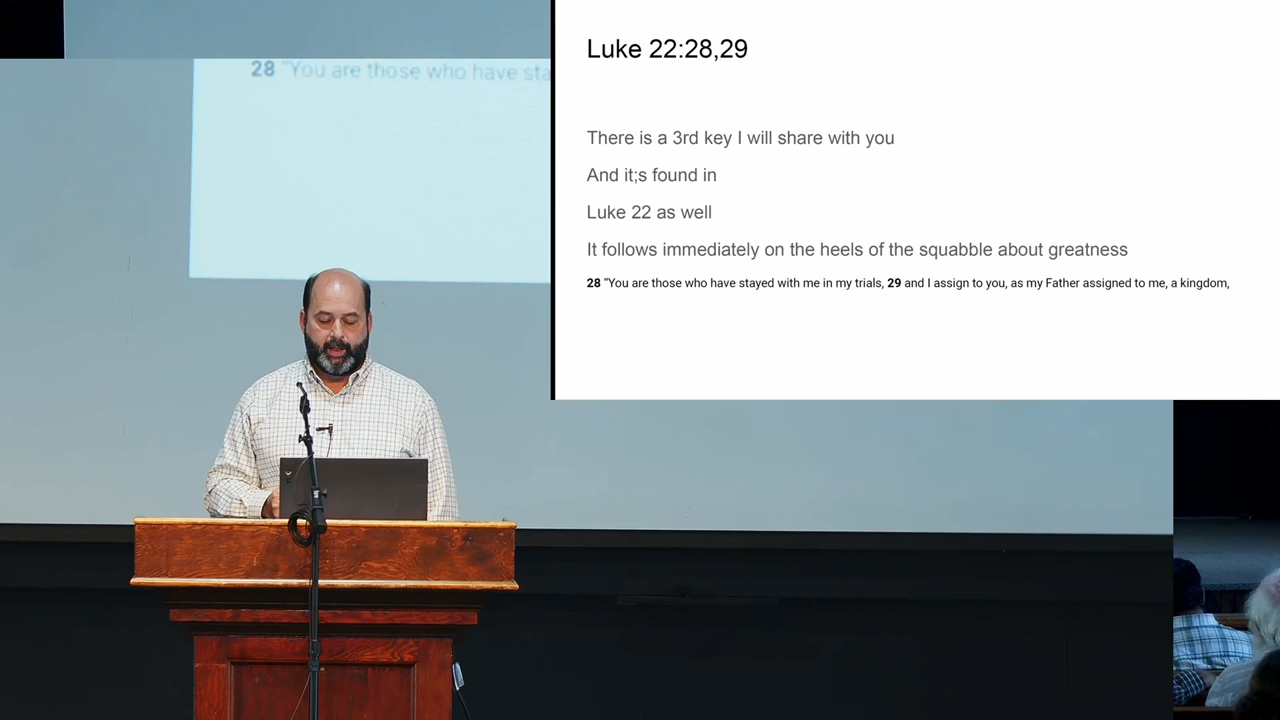 28 "You are those who have sta
Luke 22:28,29
There is a 3rd key I will share with you
And it;s found in
Luke 22 as well
It follows immediately on the heels of the squabble about greatness
28 “You are those who have stayed with me in my trials, 29 and I assign to you, as my Father assigned to me, a kingdom,